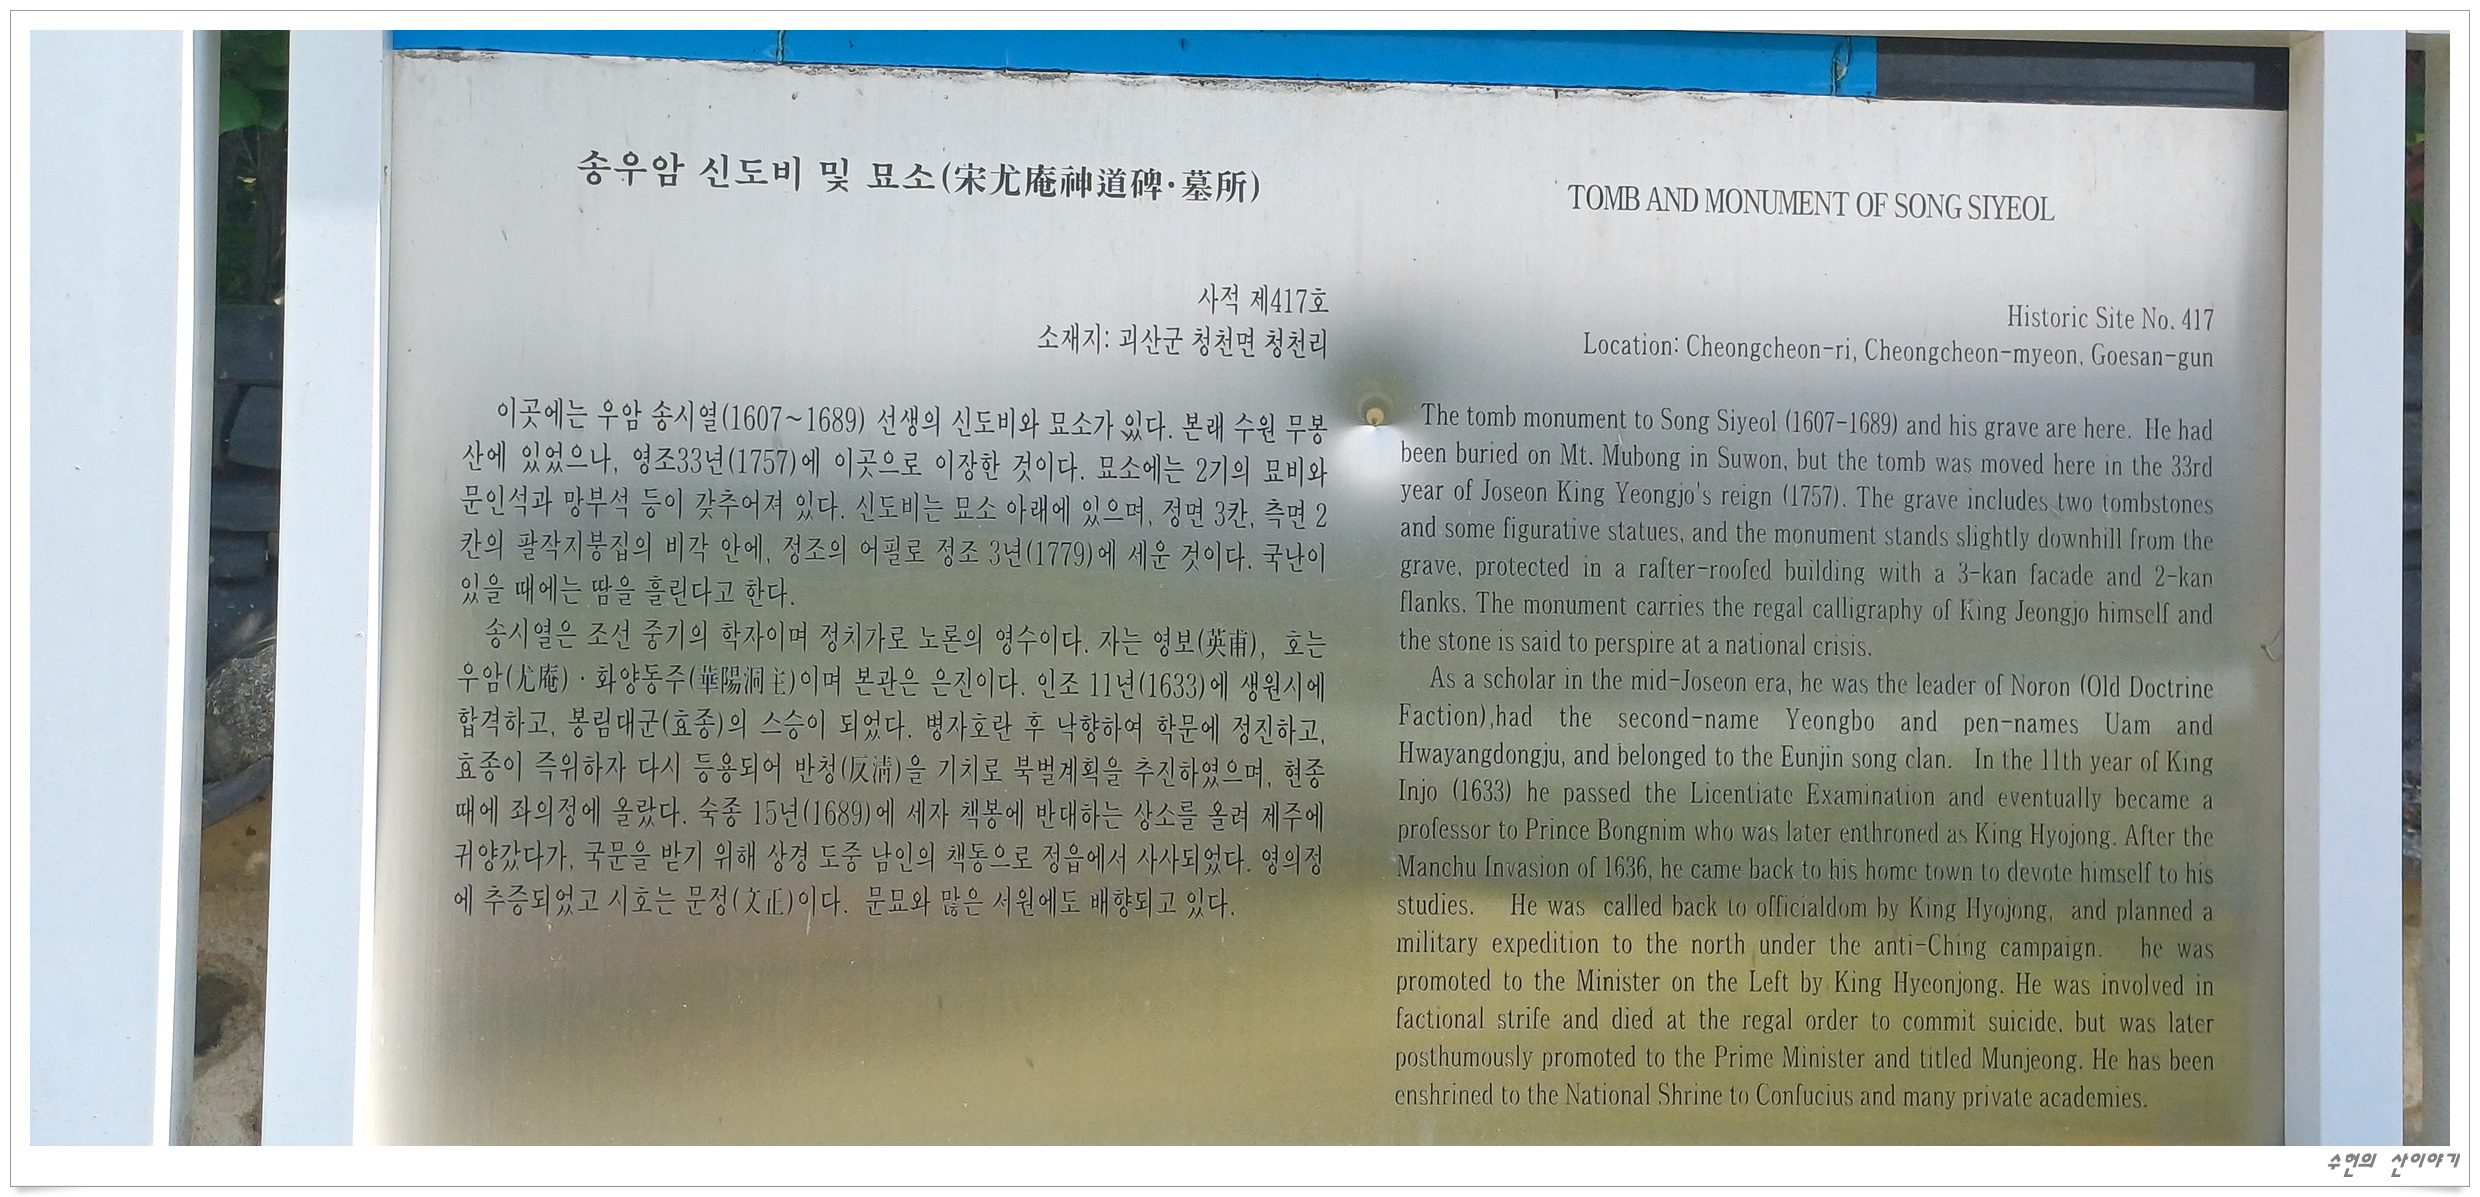 송우암 신도비 및 묘소(宋尤庵神道碑·墓所)
사적 제417호
소재지: 괴산군 청천면 청천리
이곳에는 우암 송시열(1607~1689) 선생의 신도비와 묘소가 있다. 본래 수원 무봉
산에 있었으나, 영조33년(1757)에 이곳으로 이장한 것이다. 묘소에는 2기의 묘비와
문인석과 망부석 등이 갖추어져 있다. 신도비는 묘소 아래에 있으며, 정면 3칸, 측면 2
칸의 팔작지붕집의 비각 안에, 정조의 어필로 정조 3년(1779)에 세운 것이다. 국난이
있을 때에는 땀을 흘린다고 한다.
송시열은 조선 중기의 학자이며 정치가로 노론의 영수이다. 자는 영보(英甫), 호는
우암(尤庵)·화양동주(華陽洞主)이며 본관은 은진이다. 인조 11년(1633)에 생원시에
합격하고, 봉림대군(효종)의 스승이 되었다. 병자호란 후 낙향하여 학문에 정진하고,
효종이 즉위하자 다시 등용되어 반청(反淸)을 기치로 북벌계획을 추진하였으며, 현종
때에 좌의정에 올랐다. 숙종 15년(1689)에 세자 책봉에 반대하는 상소를 올려 제주에
귀양갔다가, 국문을 받기 위해 상경 도중 남인의 책동으로 정읍에서 사사되었다. 영의정
에 추증되었고 시호는 문정(文正)이다. 문묘와 많은 서원에도 배향되고 있다.
TOMB AND MONUMENT OF SONG SIYEOL
Historic Site No. 417
Location: Cheongcheon-ri, Cheongcheon-myeon, Goesan-gun
The tomb monument to Song Siyeol (1607-1689) and his grave are here. He had
been buried on Mt. Mubong in Suwon, but the tomb was moved here in the 33rd
year of Joseon King Yeongjo's reign (1757). The grave includes two tombstones
and some figurative statues, and the monument stands slightly downhill from the
grave, protected in a rafter-roofed building with a 3-kan facade and 2-kan
flanks. The monument carries the regal calligraphy of King Jeongjo himself and
the stone is said to perspire at a national crisis.
As a scholar in the mid-Joseon era, he was the leader of Noron (Old Doctrine
Faction),had the second-name Yeongbo and pen-names Uam and
Hwayangdongju, and belonged to the Eunjin song clan. In the 11th year of King
Injo (1633) he passed the Licentiate Examination and eventually became a
professor to Prince Bongnim who was later enthroned as King Hyojong. After the
Manchu Invasion of 1636, he came back to his home town to devote himself to his
studies. He was called back to officialdom by King Hyojong, and planned a
military expedition to the north under the anti-Ching campaign. he was
promoted to the Minister on the Left by King Hyeonjong. He was involved in
factional strife and died at the regal order to commit suicide, but was later
posthumously promoted to the Prime Minister and titled Munjeong. He has been
enshrined to the National Shrine to Confucius and many private academies.
수헌의 산이야기